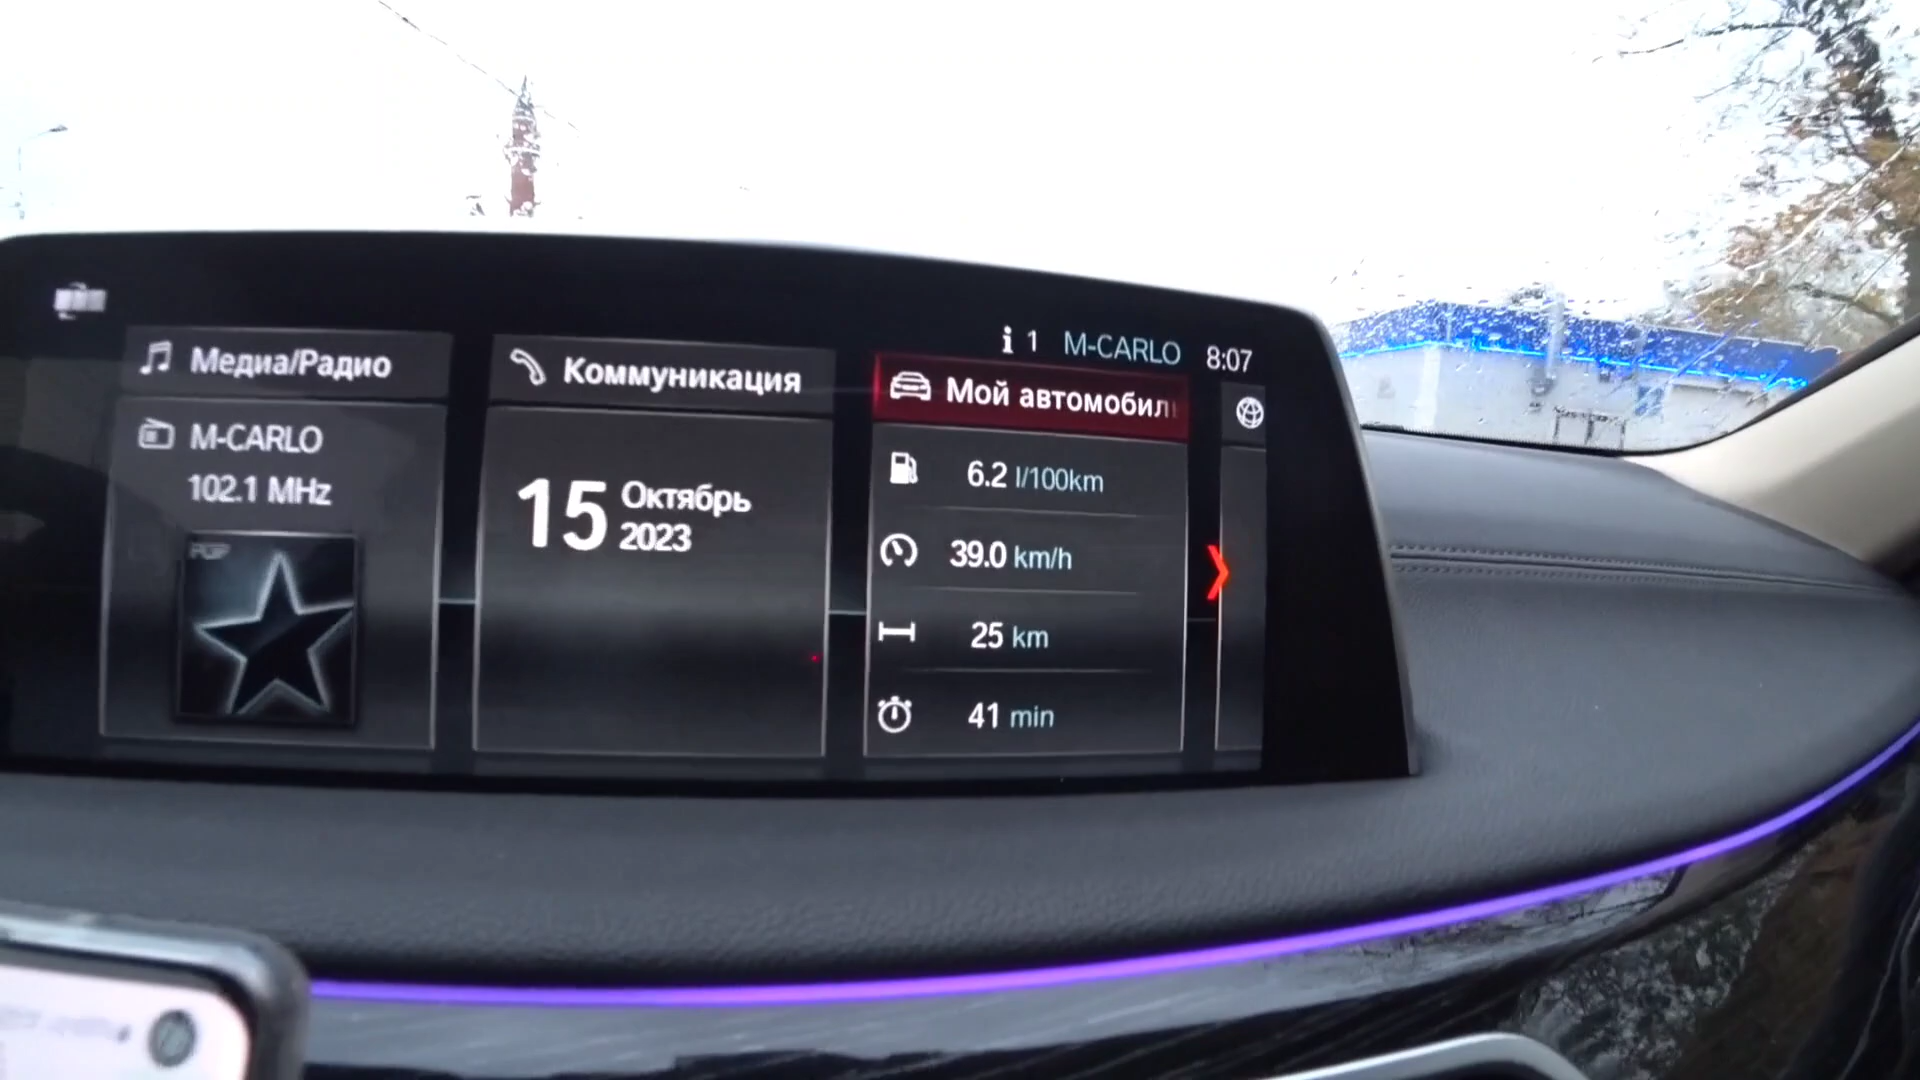 i 1 M-CARLO 8:07
Медиа/Радио
M-CARLO
102.1 MHz
POP
Коммуникация
15 Октябрь
2023
Мой автомобил
6.2 l/100km
39.0 km/h
25 km
41 min